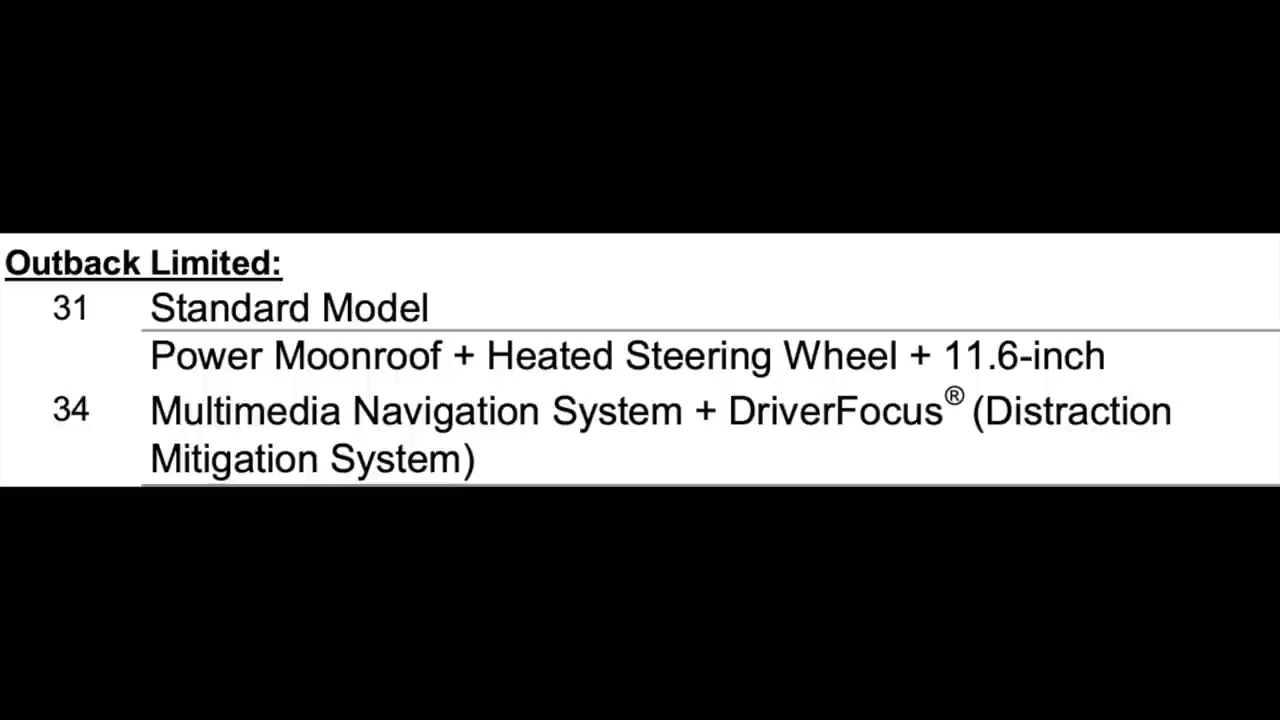 Outback Limited:
31 Standard Model
Power Moonroof + Heated Steering Wheel + 11.6-inch
34 Multimedia Navigation System + DriverFocus® (Distraction
Mitigation System)